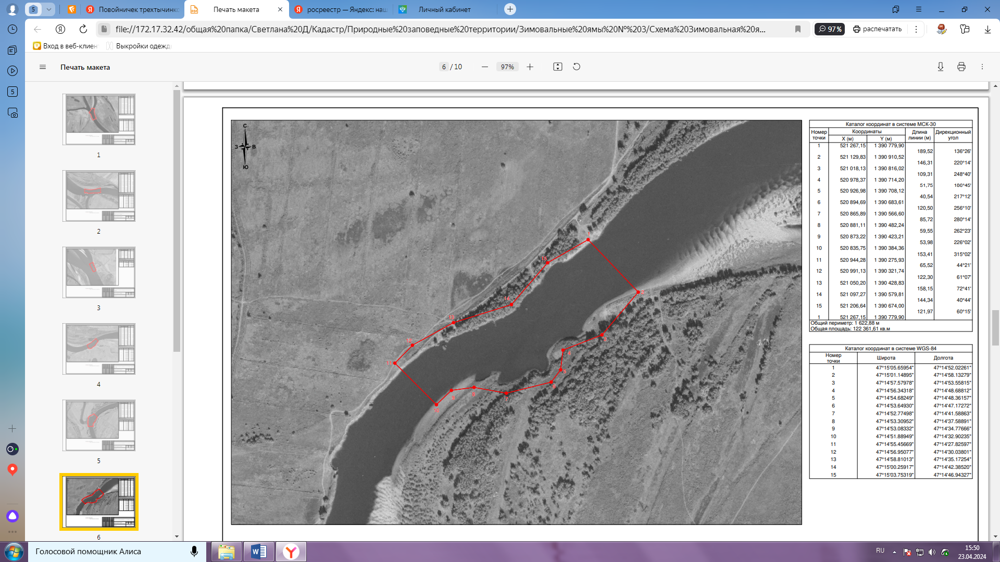 5
Повойничек трехтычинко
Печать макета
росреестр — Яндекс: наш
Личный кабинет
file://172.17.32.42/общая%20папка/Светлана%20Д/Кадастр/Природные%20заповедные%20территории/Зимовальные%20ямы%20№%203/Схема%20Зимовальная%20я...
97%
распечатать
Вход в веб-клиен
Выкройки одежд
Печать макета
6 / 10
97%
5
1
2
3
4
5
6
С
З
В
Ю
1
2
3
4
5
6
7
8
9
10
11
12
13
14
15
Каталог координат в системе МСК-30
Номер точки Координаты Длина линии (м) Дирекционный угол
X (м) Y (м)
1 521 267,15 1 390 779,90
189,52 136°26'
2 521 129,83 1 390 910,52
146,31 220°14'
3 521 018,13 1 390 816,02
109,31 248°40'
4 520 978,37 1 390 714,20
51,75 186°45'
5 520 926,98 1 390 708,12
40,54 217°12'
6 520 894,69 1 390 683,61
120,50 256°10'
7 520 865,89 1 390 566,60
85,72 280°14'
8 520 881,11 1 390 482,24
59,55 262°23'
9 520 873,22 1 390 423,21
53,98 226°02'
10 520 835,75 1 390 384,36
153,41 315°02'
11 520 944,28 1 390 275,93
65,52 44°21'
12 520 991,13 1 390 321,74
122,30 61°07'
13 521 050,20 1 390 428,83
158,15 72°41'
14 521 097,27 1 390 579,81
144,34 40°44'
15 521 206,64 1 390 674,00
121,97 60°15'
1 521 267,15 1 390 779,90
Общий периметр: 1 622,88 м
Общая площадь: 122 361,61 кв.м
Каталог координат в системе WGS-84
Номер точки Широта Долгота
1 47°15'05.65954" 47°14'52.02261"
2 47°15'01.14895" 47°14'58.13279"
3 47°14'57.57978" 47°14'53.55815"
4 47°14'56.34318" 47°14'48.68812"
5 47°14'54.68249" 47°14'48.36157"
6 47°14'53.64930" 47°14'47.17272"
7 47°14'52.77498" 47°14'41.58863"
8 47°14'53.30952" 47°14'37.58891"
9 47°14'53.08332" 47°14'34.77666"
10 47°14'51.88949" 47°14'32.90235"
11 47°14'55.45669" 47°14'27.82597"
12 47°14'56.95077" 47°14'30.03801"
13 47°14'58.81013" 47°14'35.17254"
14 47°15'00.25917" 47°14'42.38520"
15 47°15'03.75319" 47°14'46.94327"
Голосовой помощник Алиса
RU
15:50
23.04.2024